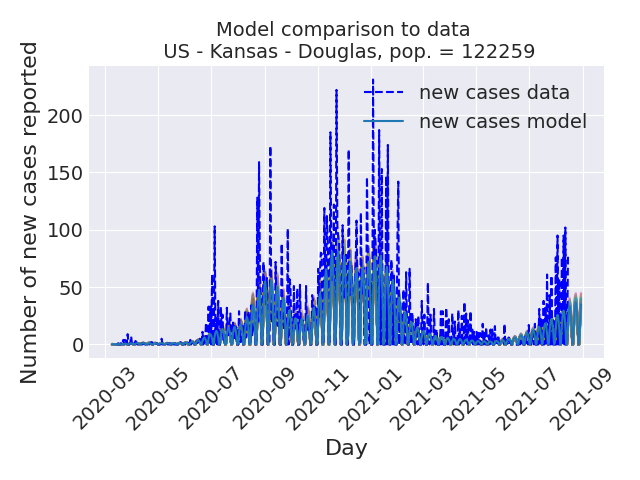 Model comparison to data
US - Kansas - Douglas, pop. = 122259
Number of new cases reported
200
150
100
50
0
new cases data
new cases model
2020-03
2020-05
2020-07
2020-09
2020-11
2021-01
2021-03
2021-05
2021-07
2021-09
Day